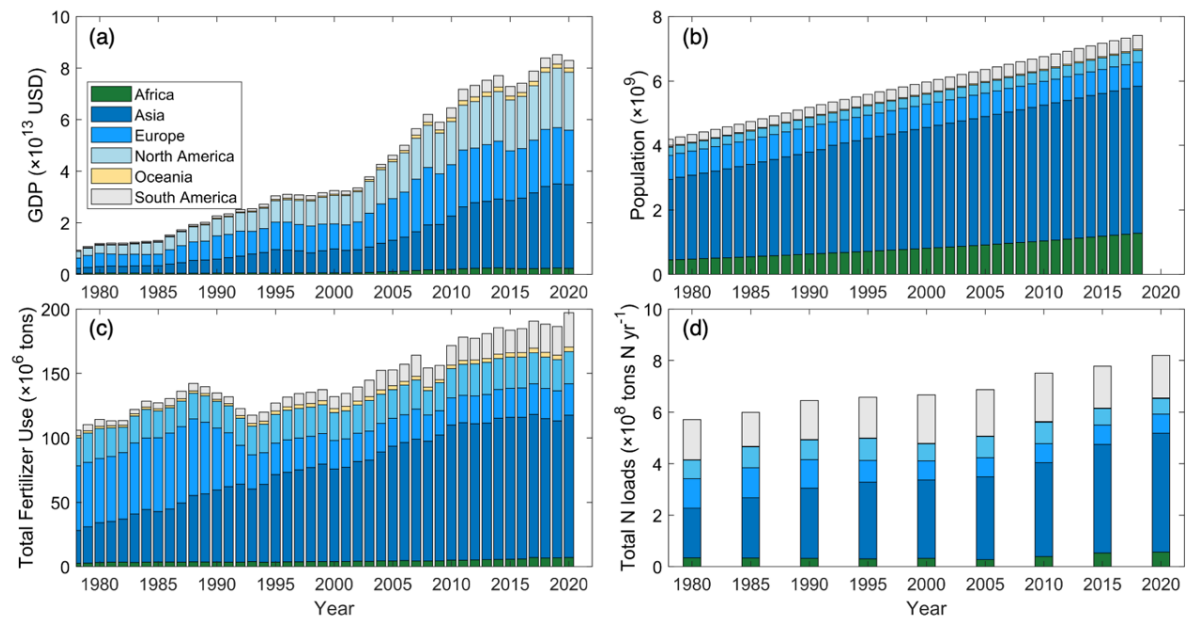 (a)
GDP (×10¹³ USD)
10
8
6
4
2
0
Africa
Asia
Europe
North America
Oceania
South America
1980 1985 1990 1995 2000 2005 2010 2015 2020
(b)
Population (×10⁹)
8
6
4
2
0
1980 1985 1990 1995 2000 2005 2010 2015 2020
(c)
Total Fertilizer Use (×10⁶ tons)
200
150
100
50
0
1980 1985 1990 1995 2000 2005 2010 2015 2020
Year
(d)
Total N loads (×10⁸ tons N yr⁻¹)
10
8
6
4
2
0
1980 1985 1990 1995 2000 2005 2010 2015 2020
Year